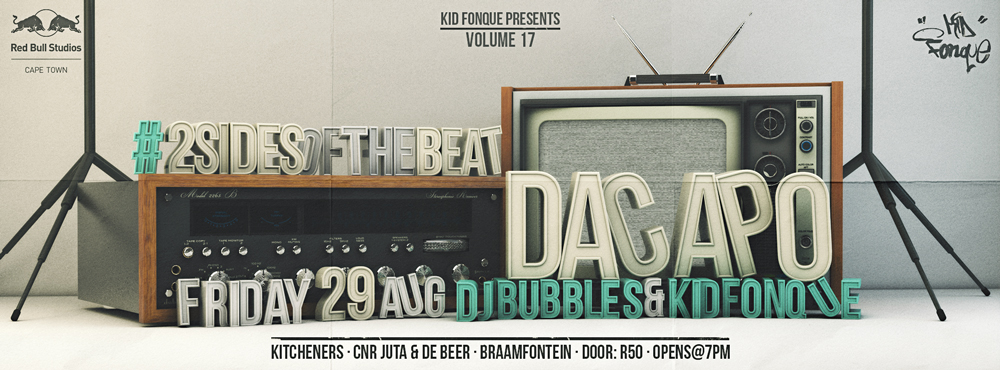 Red Bull Studios
CAPE TOWN
KID FONQUE PRESENTS
VOLUME 17
"Kid
Fonque"
#2SIDESOFTHEBEAT
DAC APO
FRIDAY 29 AUG DJ BUBBLES & KID FONQUE
KITCHENERS · CNR JUTA & DE BEER · BRAAMFONTEIN · DOOR: R50 · OPENS@7PM